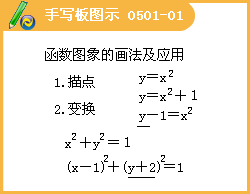 手写板图示 0501-01
函数图象的画法及应用
1.描点
2.变换
y=x²
y=x²+1
y-1=x²
x²+y²=1
(x-1)²+(y+2)²=1